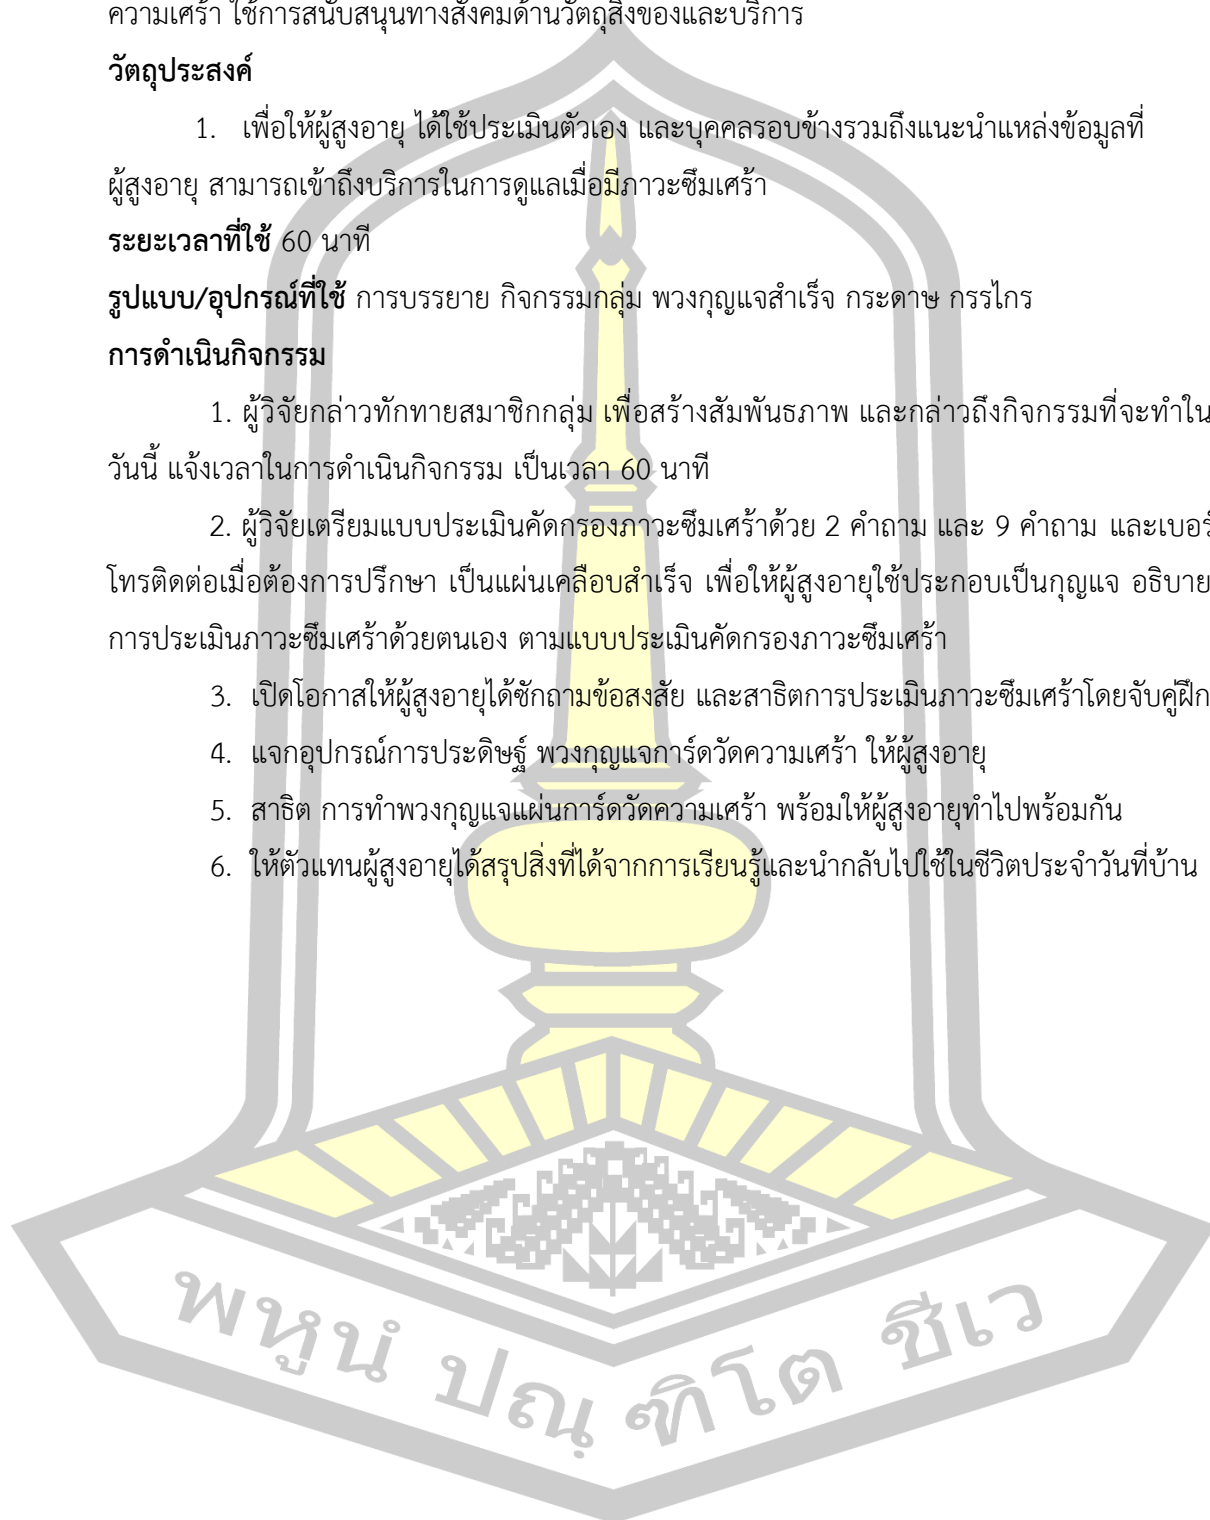 ความเศร้า ใช้การสนับสนุนทางสังคมด้านวัตถุสิ่งของและบริการ
วัตถุประสงค์
1. เพื่อให้ผู้สูงอายุ ได้ใช้ประเมินตัวเอง และบุคคลรอบข้างรวมถึงแนะนำแหล่งข้อมูลที่
ผู้สูงอายุ สามารถเข้าถึงบริการในการดูแลเมื่อมีภาวะซึมเศร้า
ระยะเวลาที่ใช้ 60 นาที
รูปแบบ/อุปกรณ์ที่ใช้ การบรรยาย กิจกรรมกลุ่ม พวงกุญแจสำเร็จ กระดาษ กรรไกร
การดำเนินกิจกรรม
1. ผู้วิจัยกล่าวทักทายสมาชิกกลุ่ม เพื่อสร้างสัมพันธภาพ และกล่าวถึงกิจกรรมที่จะทำใน
วันนี้ แจ้งเวลาในการดำเนินกิจกรรม เป็นเวลา 60 นาที
2. ผู้วิจัยเตรียมแบบประเมินคัดกรองภาวะซึมเศร้าด้วย 2 คำถาม และ 9 คำถาม และเบอร์
โทรติดต่อเมื่อต้องการปรึกษา เป็นแผ่นเคลือบสำเร็จ เพื่อให้ผู้สูงอายุใช้ประกอบเป็นกุญแจ อธิบาย
การประเมินภาวะซึมเศร้าด้วยตนเอง ตามแบบประเมินคัดกรองภาวะซึมเศร้า
3. เปิดโอกาสให้ผู้สูงอายุได้ซักถามข้อสงสัย และสาธิตการประเมินภาวะซึมเศร้าโดยจับคู่ฝึก
4. แจกอุปกรณ์การประดิษฐ์ พวงกุญแจการ์ดวัดความเศร้า ให้ผู้สูงอายุ
5. สาธิต การทำพวงกุญแจแผ่นการ์ดวัดความเศร้า พร้อมให้ผู้สูงอายุทำไปพร้อมกัน
6. ให้ตัวแทนผู้สูงอายุได้สรุปสิ่งที่ได้จากการเรียนรู้และนำกลับไปใช้ในชีวิตประจำวันที่บ้าน
พหูนํ ปณฺฑิโต ชีเว